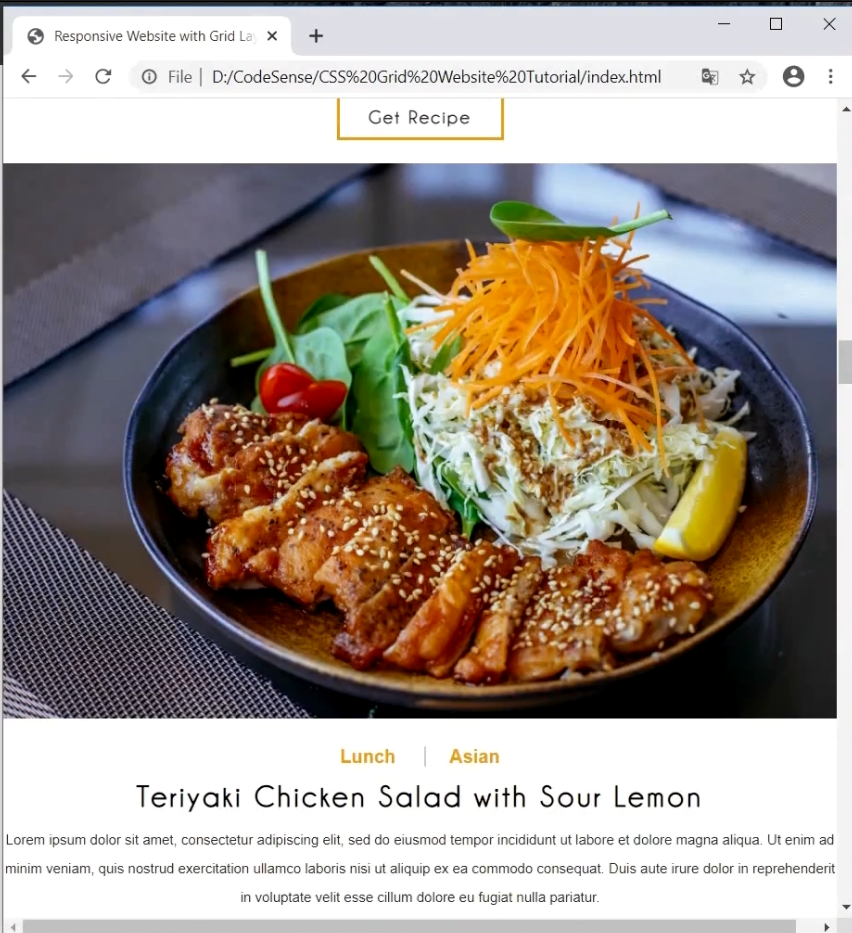 Responsive Website with Grid La
File
D:/CodeSense/CSS%20Grid%20Website%20Tutorial/index.html
Get Recipe
Lunch | Asian
Teriyaki Chicken Salad with Sour Lemon
Lorem ipsum dolor sit amet, consectetur adipiscing elit, sed do eiusmod tempor incididunt ut labore et dolore magna aliqua. Ut enim ad
minim veniam, quis nostrud exercitation ullamco laboris nisi ut aliquip ex ea commodo consequat. Duis aute irure dolor in reprehenderit
in voluptate velit esse cillum dolore eu fugiat nulla pariatur.